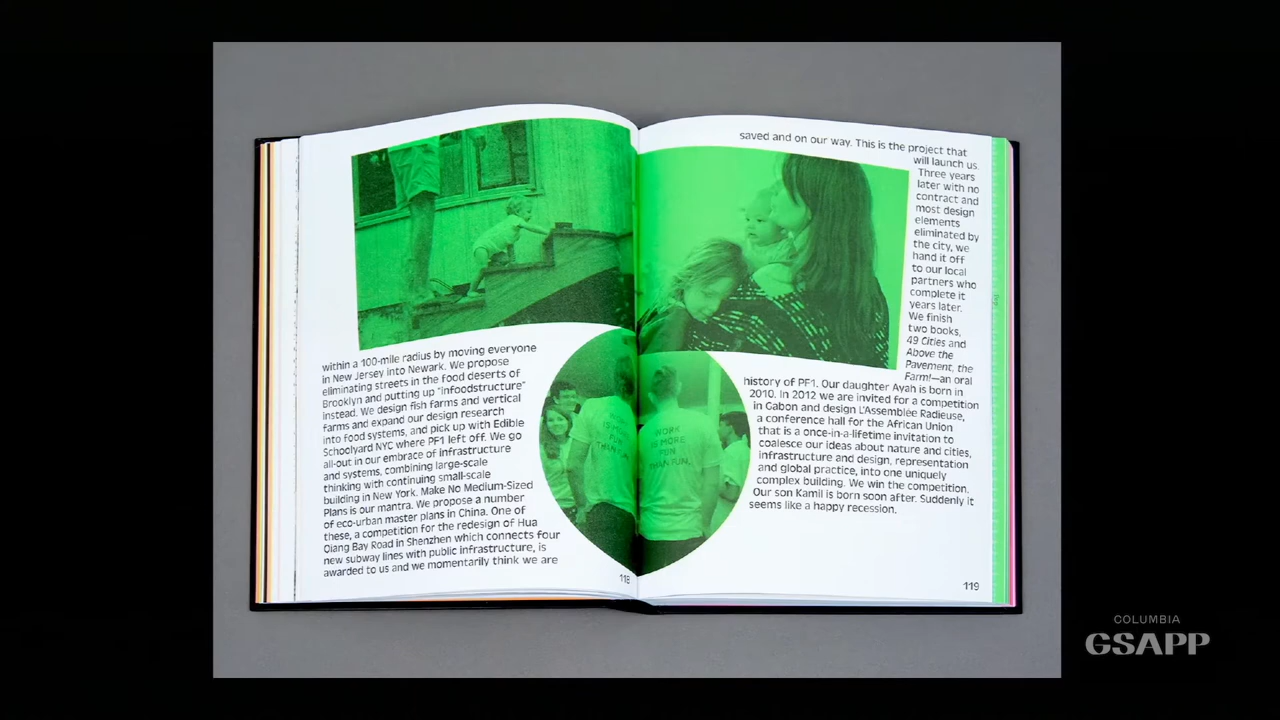 within a 100-mile radius by moving everyone
in New Jersey into Newark. We propose
eliminating streets in the food deserts of
Brooklyn and putting up "infoodstructure"
instead. We design fish farms and vertical
farms and expand our design research
into food systems, and pick up with Edible
Schoolyard NYC where PF1 left off. We go
all-out in our embrace of infrastructure
and systems, combining large-scale
thinking with continuing small-scale
building in New York. Make No Medium-Sized
Plans is our mantra. We propose a number
of eco-urban master plans in China. One of
these, a competition for the redesign of Hua
Qiang Bay Road in Shenzhen which connects four
new subway lines with public infrastructure, is
awarded to us and we momentarily think we are
118
saved and on our way. This is the project that
will launch us.
Three years
later with no
contract and
most design
elements
eliminated by
the city, we
hand it off
to our local
partners who
complete it
years later.
We finish
two books,
49 Cities and
Above the
Pavement, the
Farm!—an oral
history of PF1. Our daughter Ayah is born in
2010. In 2012 we are invited for a competition
in Gabon and design L'Assemblee Radieuse,
a conference hall for the African Union
that is a once-in-a-lifetime invitation to
coalesce our ideas about nature and cities,
infrastructure and design, representation
and global practice, into one uniquely
complex building. We win the competition.
Our son Kamil is born soon after. Suddenly it
seems like a happy recession.
IS MORE
FUN
THAN FUN.
WORK
IS MORE
FUN
THAN FUN.
119
COLUMBIA
GSAPP